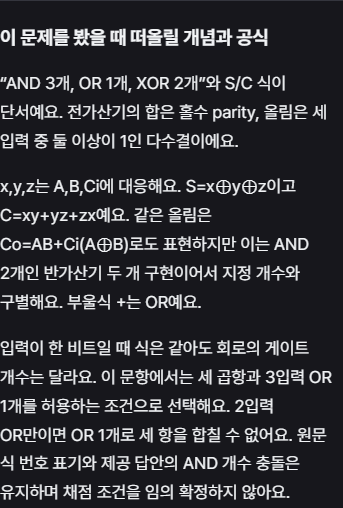 이 문제를 봤을 때 떠올릴 개념과 공식
“AND 3개, OR 1개, XOR 2개”와 S/C 식이
단서예요. 전가산기의 합은 홀수 parity, 올림은 세
입력 중 둘 이상이 1인 다수결이에요.
x,y,z는 A,B,Ci에 대응해요. S=x⊕y⊕z이고
C=xy+yz+zx예요. 같은 올림은
Co=AB+Ci(A⊕B)로도 표현하지만 이는 AND
2개인 반가산기 두 개 구현이어서 지정 개수와
구별해요. 부울식 +는 OR예요.
입력이 한 비트일 때 식은 같아도 회로의 게이트
개수는 달라요. 이 문항에서는 세 곱항과 3입력 OR
1개를 허용하는 조건으로 선택해요. 2입력
OR만이면 OR 1개로 세 항을 합칠 수 없어요. 원문
식 번호 표기와 제공 답안의 AND 개수 충돌은
유지하며 채점 조건을 임의 확정하지 않아요.